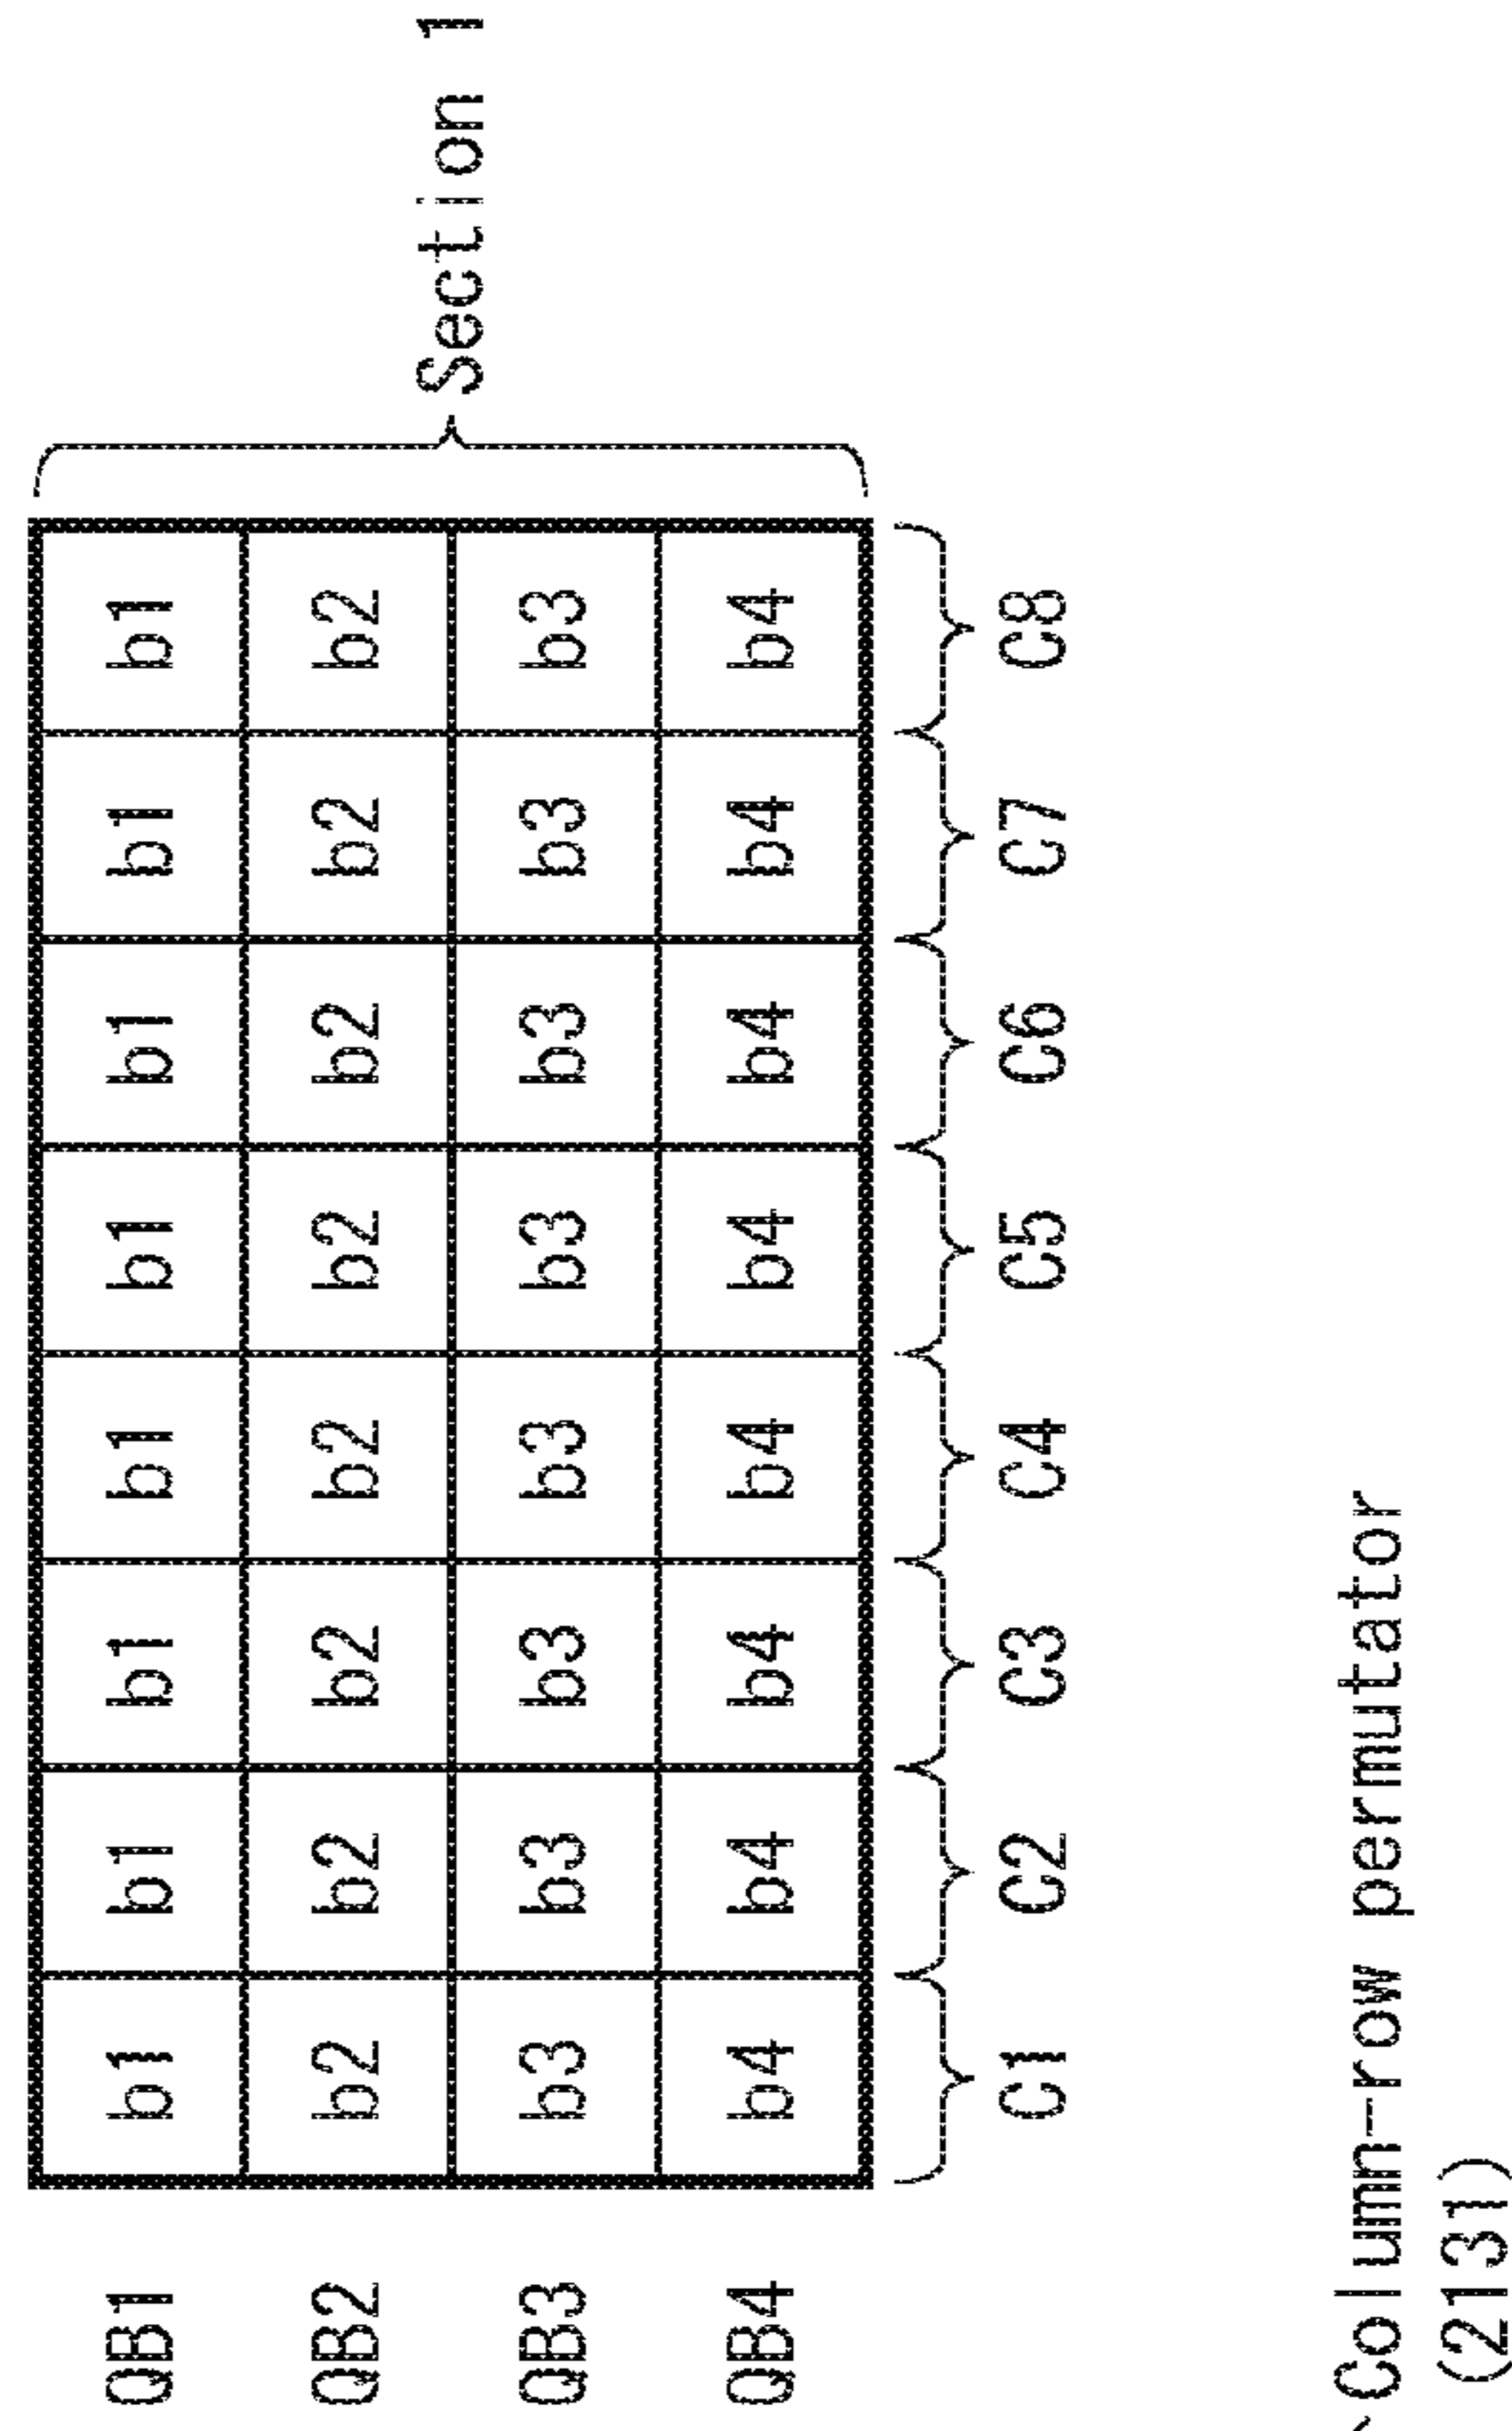 QB1 b1 b1 b1 b1 b1 b1 b1 b1
QB2 b2 b2 b2 b2 b2 b2 b2 b2
Section 1
QB3 b3 b3 b3 b3 b3 b3 b3 b3
QB4 b4 b4 b4 b4 b4 b4 b4 b4
C1 C2 C3 C4 C5 C6 C7 C8
Column-row permutator
(2131)